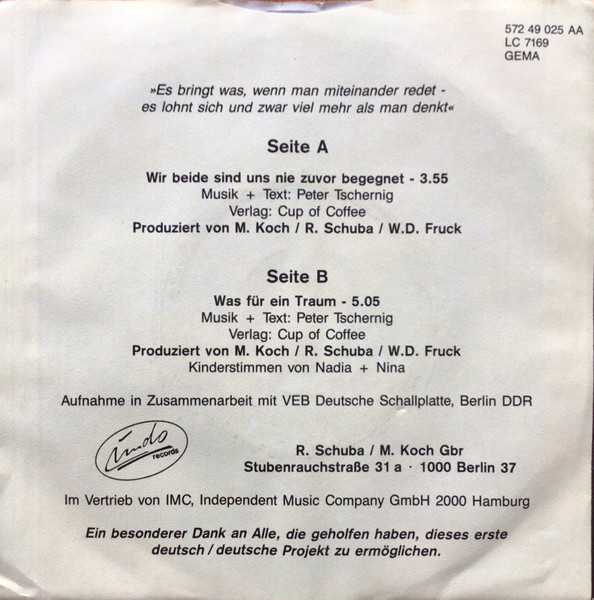 572 49 025 AA
LC 7169
GEMA
»Es bringt was, wenn man miteinander redet -
es lohnt sich und zwar viel mehr als man denkt«
Seite A
Wir beide sind uns nie zuvor begegnet - 3.55
Musik + Text: Peter Tschernig
Verlag: Cup of Coffee
Produziert von M. Koch / R. Schuba / W.D. Fruck
Seite B
Was für ein Traum - 5.05
Musik + Text: Peter Tschernig
Verlag: Cup of Coffee
Produziert von M. Koch / R. Schuba / W.D. Fruck
Kinderstimmen von Nadia + Nina
Aufnahme in Zusammenarbeit mit VEB Deutsche Schallplatte, Berlin DDR
records
R. Schuba / M. Koch Gbr
Stubenrauchstraße 31 a · 1000 Berlin 37
Im Vertrieb von IMC, Independent Music Company GmbH 2000 Hamburg
Ein besonderer Dank an Alle, die geholfen haben, dieses erste
deutsch / deutsche Projekt zu ermöglichen.